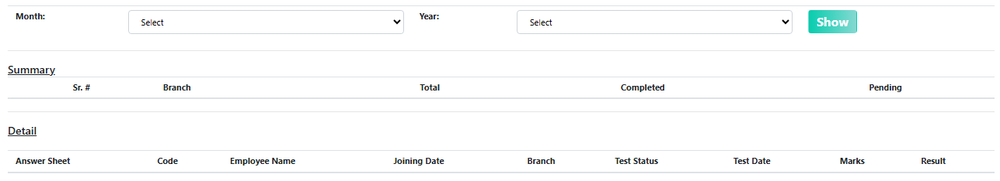 Month: Select Year: Select Show
Summary
Sr. # Branch Total Completed Pending
Detail
Answer Sheet Code Employee Name Joining Date Branch Test Status Test Date Marks Result